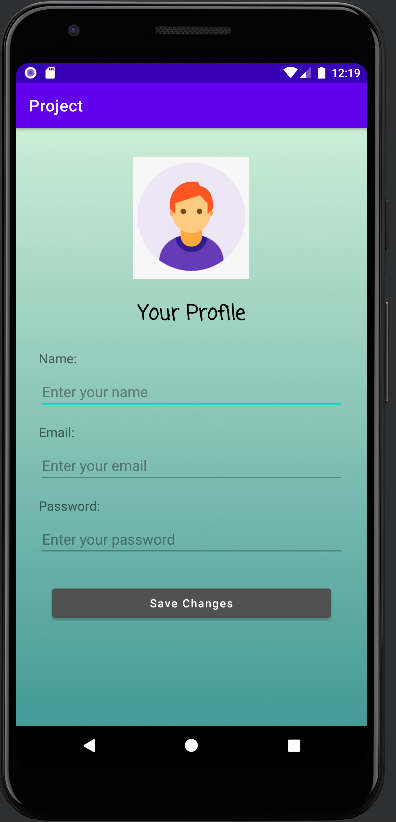 12:19
Project
Your Profile
Name:
Enter your name
Email:
Enter your email
Password:
Enter your password
Save Changes